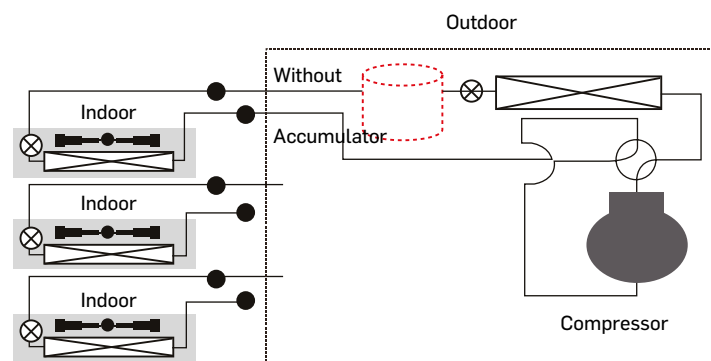 Outdoor
Without
Indoor
Accumulator
Indoor
Indoor
Compressor